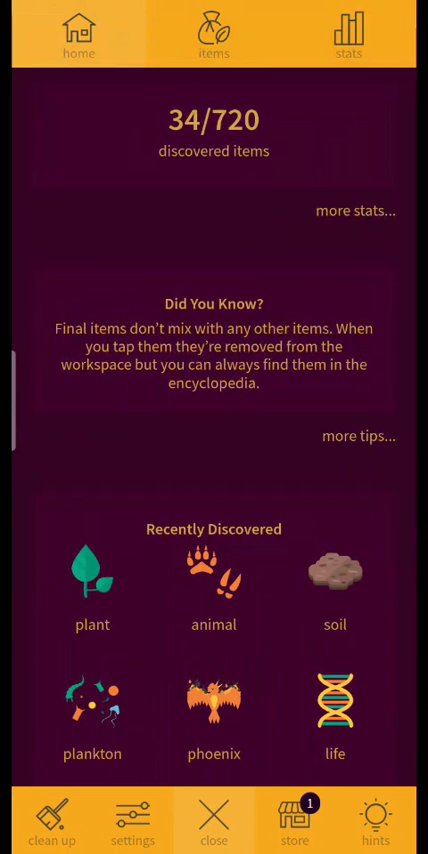 home
items
stats
34/720
discovered items
more stats...
Did You Know?
Final items don't mix with any other items. When
you tap them they're removed from the
workspace but you can always find them in the
encyclopedia.
more tips...
Recently Discovered
plant
animal
soil
plankton
phoenix
life
1
clean up
settings
close
store
hints